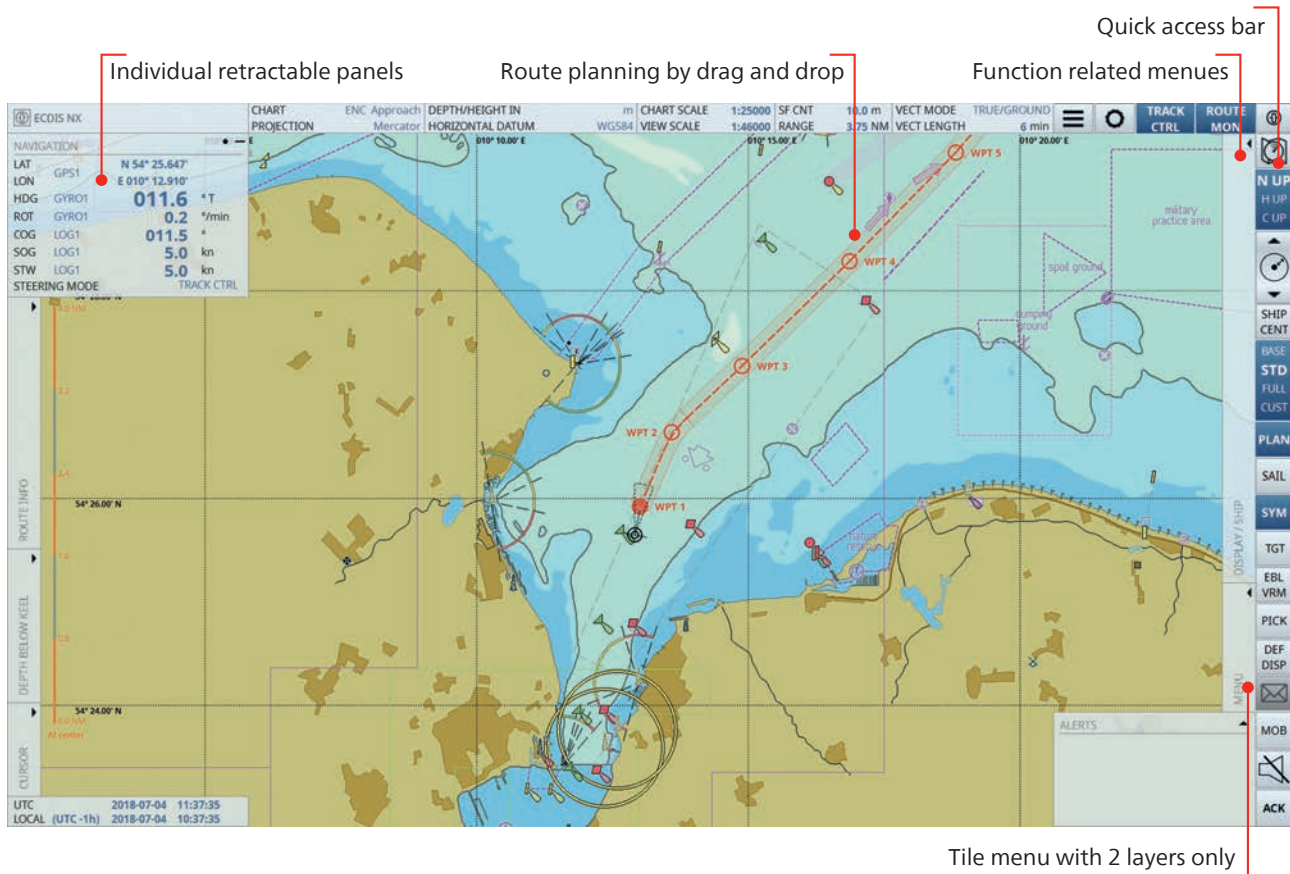 Quick access bar
Individual retractable panels
Route planning by drag and drop
Function related menues
ECDIS NX
CHART ENC Approach DEPTH/HEIGHT IN m CHART SCALE 1:25000 SF CNT 10.0 m VECT MODE TRUE/GROUND
PROJECTION Mercator HORIZONTAL DATUM WGS84 VIEW SCALE 1:46000 RANGE 3.75 NM VECT LENGTH 6 min
TRACK
CTRL
ROUTE
MON
NAVIGATION
LAT GPS1 N 54° 25.647'
LON E 010° 12.910'
HDG GYRO1 011.6 °T
ROT GYRO1 0.2 °/min
COG LOG1 011.5 °
SOG LOG1 5.0 kn
STW LOG1 5.0 kn
STEERING MODE TRACK CTRL
010° 10.00' E
010° 15.00' E
010° 20.00' E
WPT 5
WPT 4
WPT 3
WPT 2
WPT 1
military
practice area
spoil ground
dumping
ground
nature
reserve
54° 26.00' N
54° 24.00' N
4.0 NM
0.0 NM
At center
ROUTE INFO
DEPTH BELOW KEEL
CURSOR
DISPLAY / SHIP
MENU
ALERTS
N UP
H UP
C UP
SHIP
CENT
BASE
STD
FULL
CUST
PLAN
SAIL
SYM
TGT
EBL
VRM
PICK
DEF
DISP
MOB
ACK
UTC 2018-07-04 11:37:35
LOCAL (UTC -1h) 2018-07-04 10:37:35
Tile menu with 2 layers only